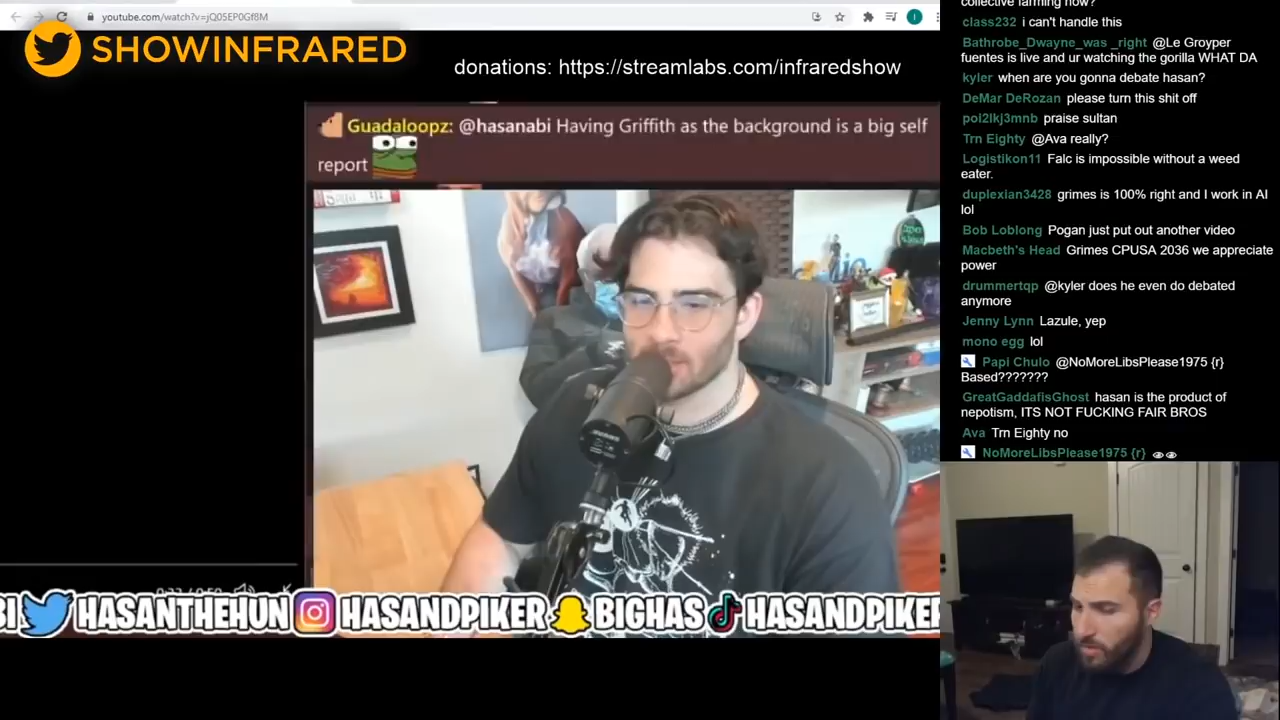 youtube.com/watch?v=jQ05EP0Gf8M
SHOWINFRARED
donations: https://streamlabs.com/infraredshow
Guadaloopz: @hasanabi Having Griffith as the background is a big self
report
HASANTHEHUN HASANDPIKER BIGHAS HASANDPIKER
collective farming now?
class232 i can't handle this
Bathrobe_Dwayne_was _right @Le Groyper
fuentes is live and ur watching the gorilla WHAT DA
kyler when are you gonna debate hasan?
DeMar DeRozan please turn this shit off
pol2lkj3mnb praise sultan
Trn Eighty @Ava really?
Logistikon11 Falc is impossible without a weed
eater.
duplexian3428 grimes is 100% right and I work in AI
lol
Bob Loblong Pogan just put out another video
Macbeth's Head Grimes CPUSA 2036 we appreciate
power
drummertqp @kyler does he even do debated
anymore
Jenny Lynn Lazule, yep
mono egg lol
Papi Chulo @NoMoreLibsPlease1975 {r}
Based???????
GreatGaddafisGhost hasan is the product of
nepotism, ITS NOT FUCKING FAIR BROS
Ava Trn Eighty no
NoMoreLibsPlease1975 {r}